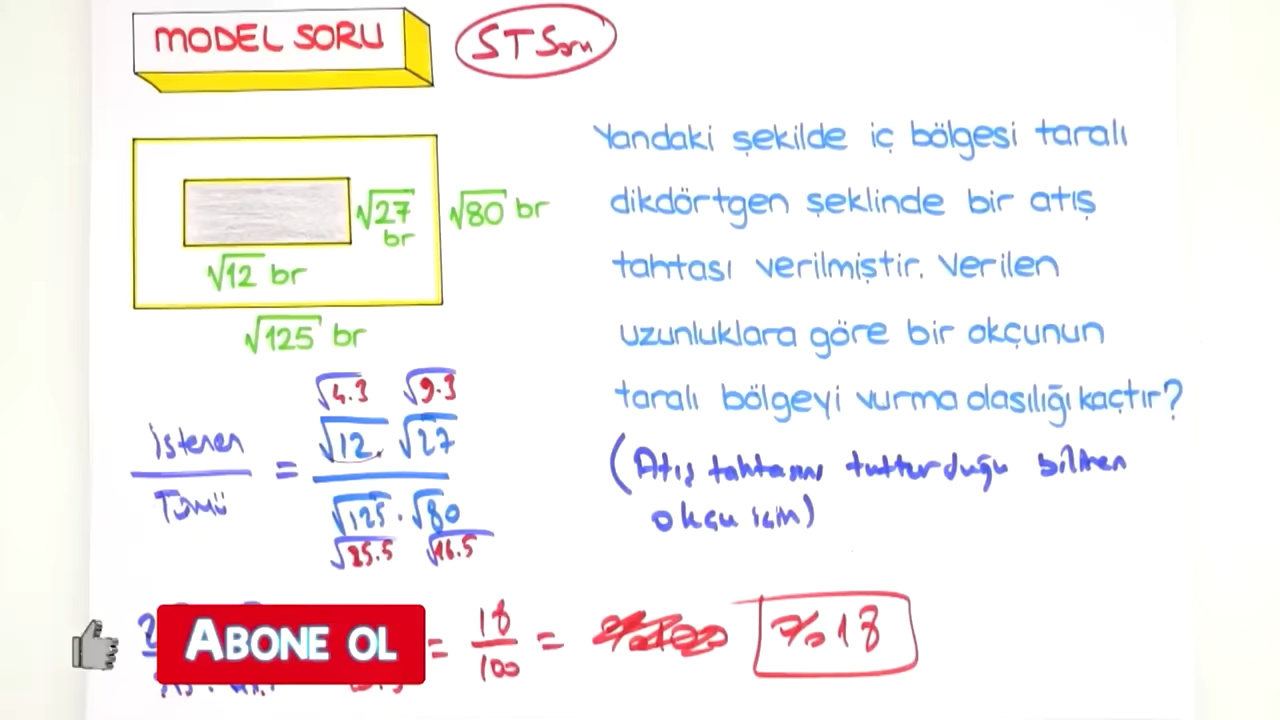 MODEL SORU
ST Soru
√27 br
√80 br
√12 br
√125 br
Yandaki şekilde iç bölgesi taralı
dikdörtgen şeklinde bir atış
tahtası verilmiştir. Verilen
uzunluklara göre bir okçunun
taralı bölgeyi vurma olasılığı kaçtır?
(Atış tahtasını tutturduğu bilinen
okçu için)
√4.3 √9.3
İstenen = √12 . √27
Tümü √125 . √80
√25.5 √16.5
ABONE OL
= 18/100 = %18